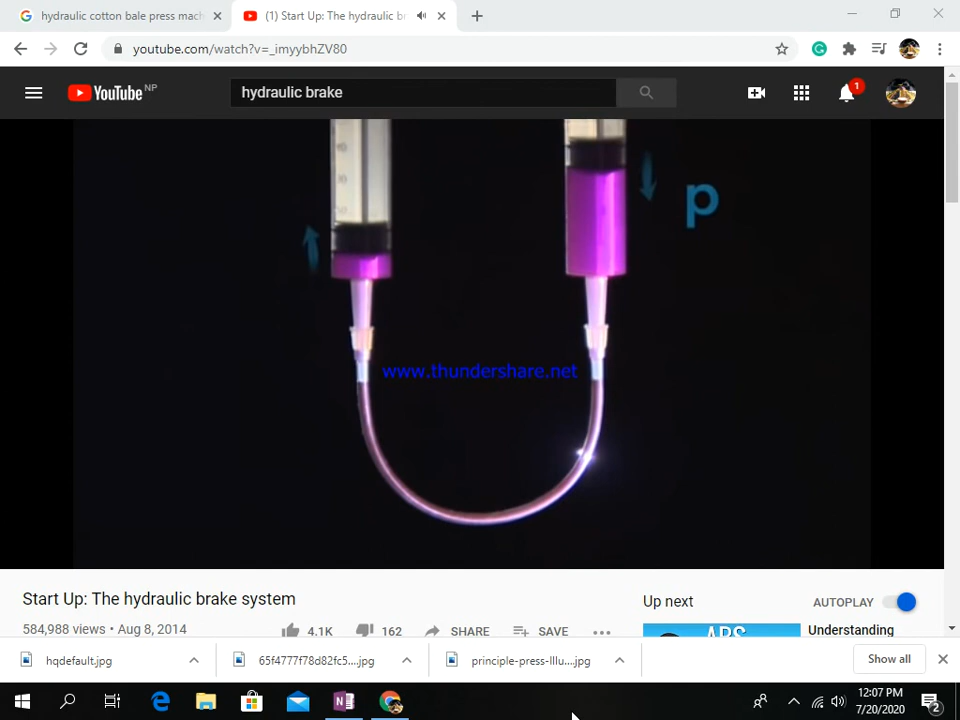 hydraulic cotton bale press mach
(1) Start Up: The hydraulic br
youtube.com/watch?v=_imyybhZV80
YouTube NP
hydraulic brake
1
p
www.thundershare.net
Start Up: The hydraulic brake system
584,988 views • Aug 8, 2014
4.1K
162
SHARE
SAVE
Up next
AUTOPLAY
ABS
Understanding
hqdefault.jpg
65f4777f78d82fc5....jpg
principle-press-Illu....jpg
Show all
12:07 PM
7/20/2020
2